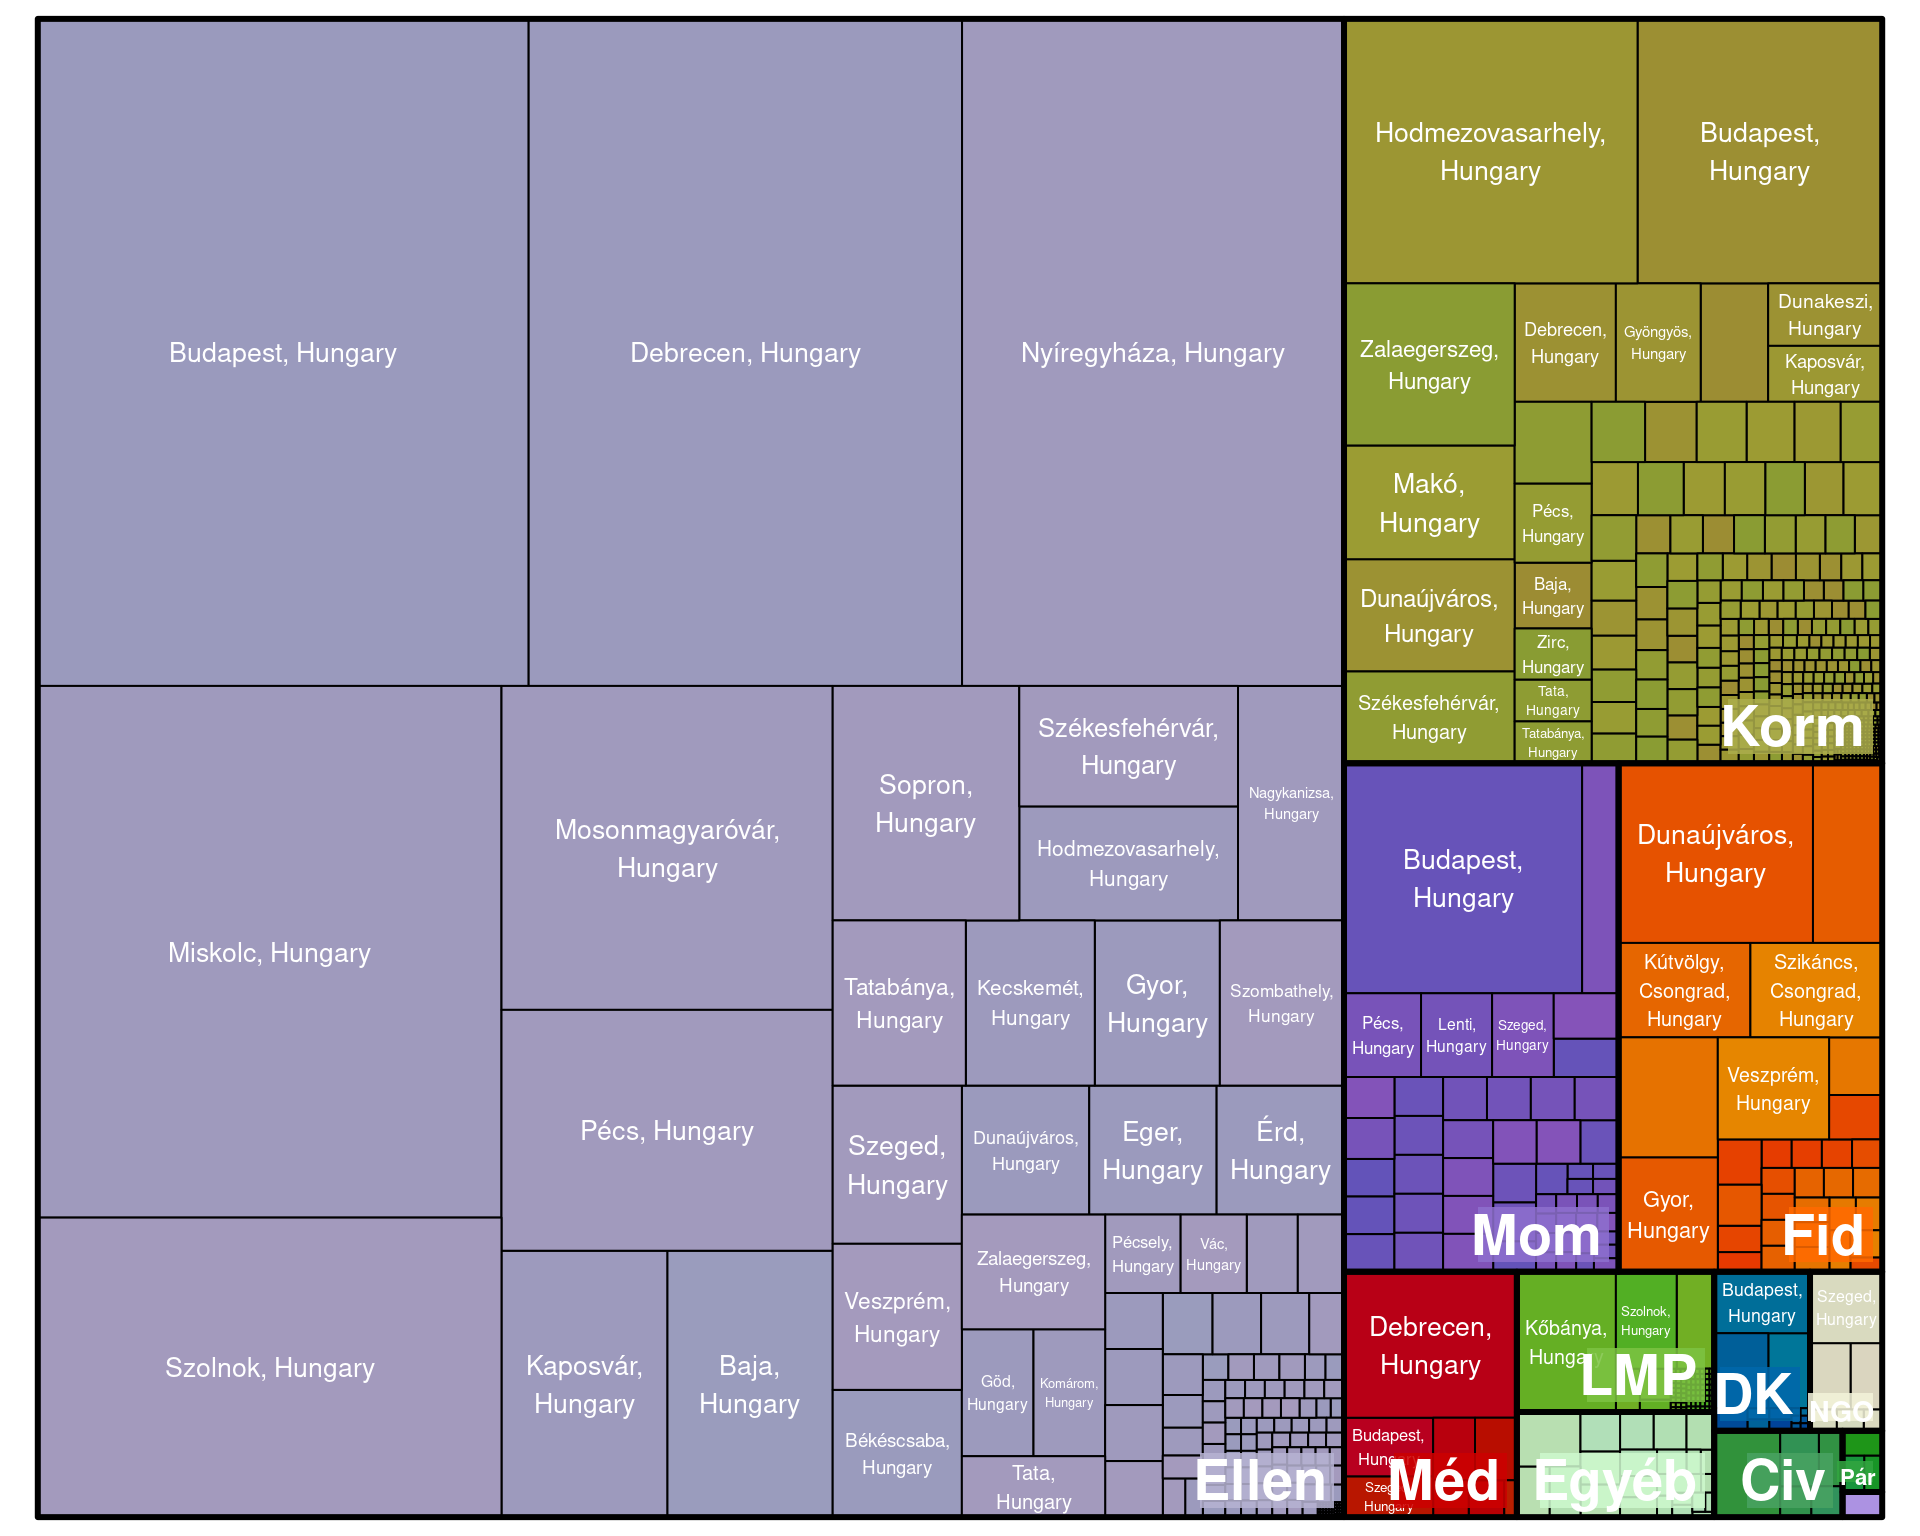 Budapest, Hungary
Debrecen, Hungary
Nyíregyháza, Hungary
Miskolc, Hungary
Szolnok, Hungary
Mosonmagyaróvár,
Hungary
Pécs, Hungary
Kaposvár,
Hungary
Baja,
Hungary
Sopron,
Hungary
Székesfehérvár,
Hungary
Hodmezovasarhely,
Hungary
Nagykanizsa,
Hungary
Tatabánya,
Hungary
Kecskemét,
Hungary
Gyor,
Hungary
Szombathely,
Hungary
Szeged,
Hungary
Dunaújváros,
Hungary
Eger,
Hungary
Érd,
Hungary
Veszprém,
Hungary
Békéscsaba,
Hungary
Zalaegerszeg,
Hungary
Pécsely,
Hungary
Vác,
Hungary
Göd,
Hungary
Komárom,
Hungary
Tata,
Hungary
Ellen
Hodmezovasarhely,
Hungary
Budapest,
Hungary
Zalaegerszeg,
Hungary
Debrecen,
Hungary
Gyöngyös,
Hungary
Dunakeszi,
Hungary
Kaposvár,
Hungary
Makó,
Hungary
Pécs,
Hungary
Dunaújváros,
Hungary
Baja,
Hungary
Zirc,
Hungary
Székesfehérvár,
Hungary
Tata,
Hungary
Tatabánya,
Hungary
Korm
Budapest,
Hungary
Pécs,
Hungary
Lenti,
Hungary
Szeged,
Hungary
Mom
Dunaújváros,
Hungary
Kútvölgy,
Csongrad,
Hungary
Szikáncs,
Csongrad,
Hungary
Veszprém,
Hungary
Gyor,
Hungary
Fid
Debrecen,
Hungary
Budapest,
Hungary
Méd
Kőbánya,
Hungary
Szolnok,
Hungary
LMP
Budapest,
Hungary
DK
Szeged,
Hungary
NGO
Egyéb
Civ
Pár